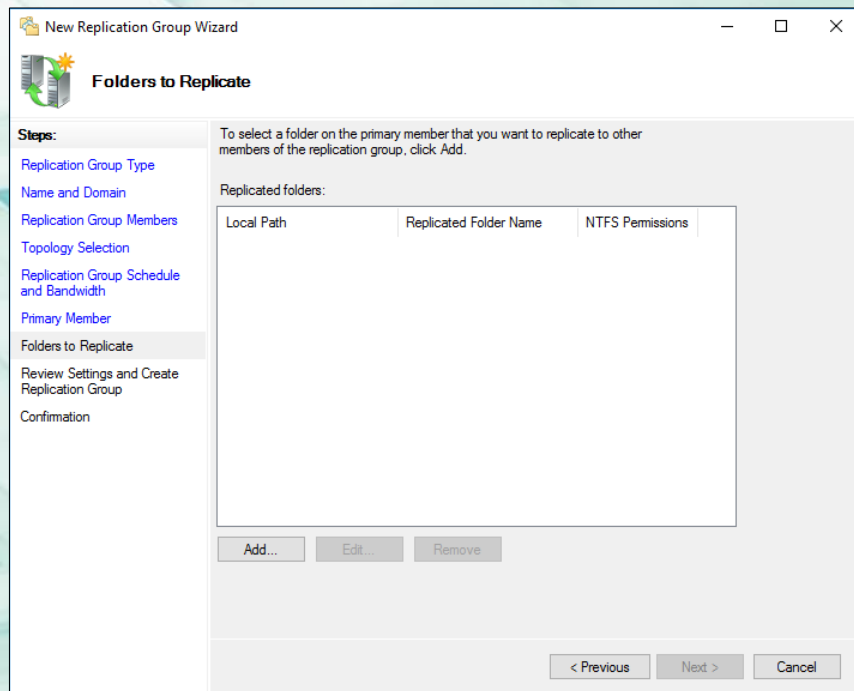 New Replication Group Wizard
Folders to Replicate
Steps:
Replication Group Type
Name and Domain
Replication Group Members
Topology Selection
Replication Group Schedule
and Bandwidth
Primary Member
Folders to Replicate
Review Settings and Create
Replication Group
Confirmation
To select a folder on the primary member that you want to replicate to other
members of the replication group, click Add.
Replicated folders:
Local Path Replicated Folder Name NTFS Permissions
Add... Edit... Remove
< Previous Next > Cancel